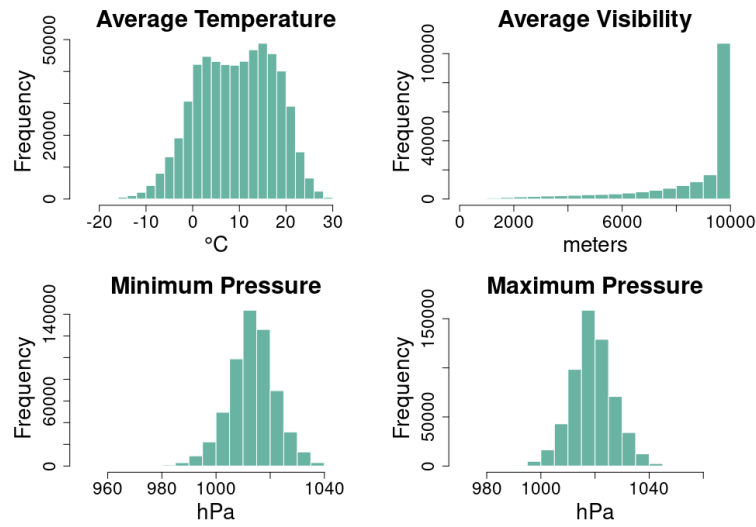 Average Temperature
Frequency
0 20000 50000
-20 -10 0 10 20 30
°C
Average Visibility
Frequency
0 40000 100000
0 2000 6000 10000
meters
Minimum Pressure
Frequency
0 60000 140000
960 980 1000 1040
hPa
Maximum Pressure
Frequency
0 50000 150000
980 1000 1040
hPa